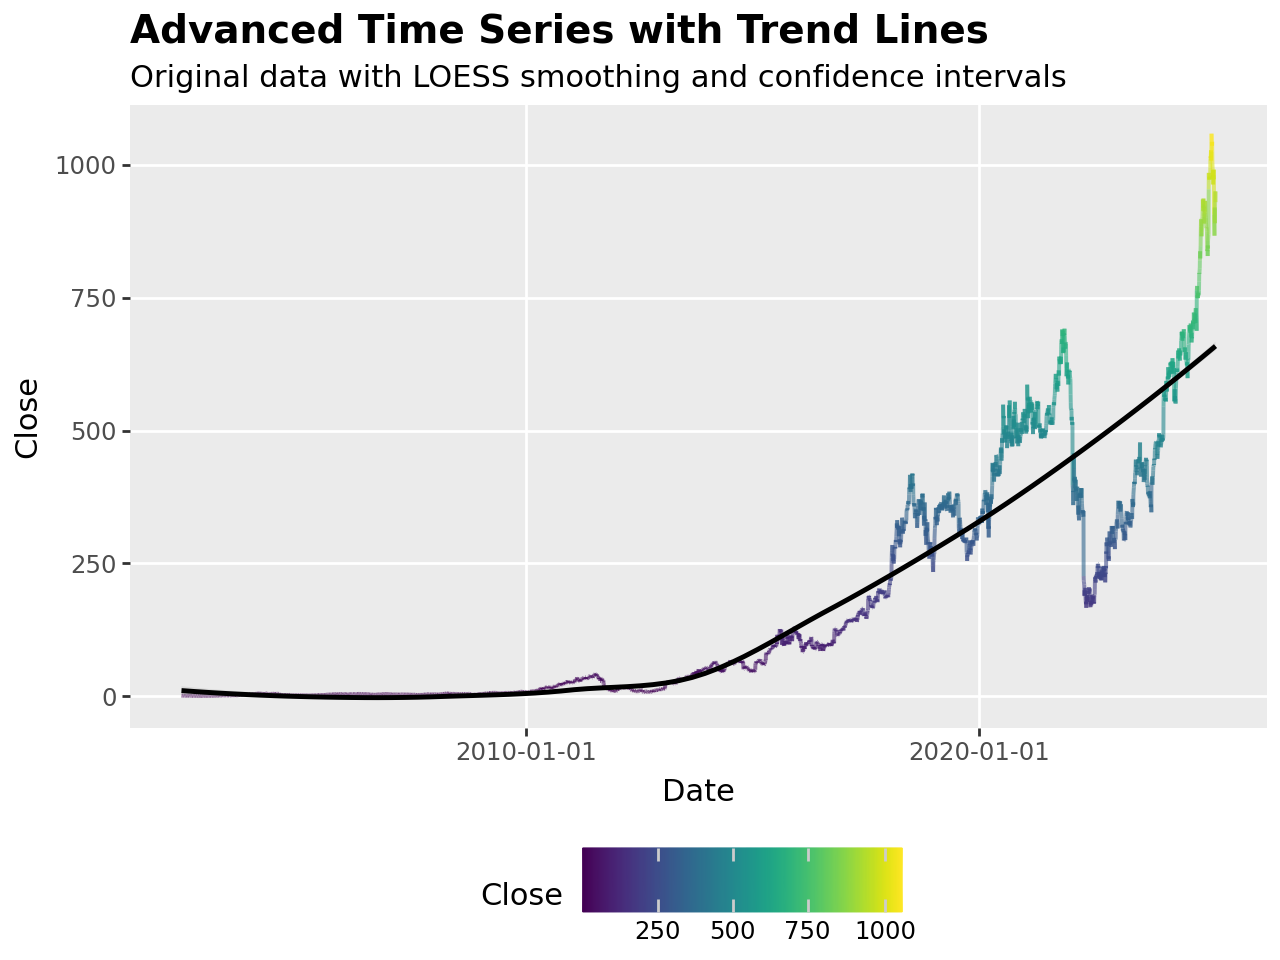 Advanced Time Series with Trend Lines
Original data with LOESS smoothing and confidence intervals
1000
750
500
250
0
Close
2010-01-01 2020-01-01
Date
Close
250 500 750 1000